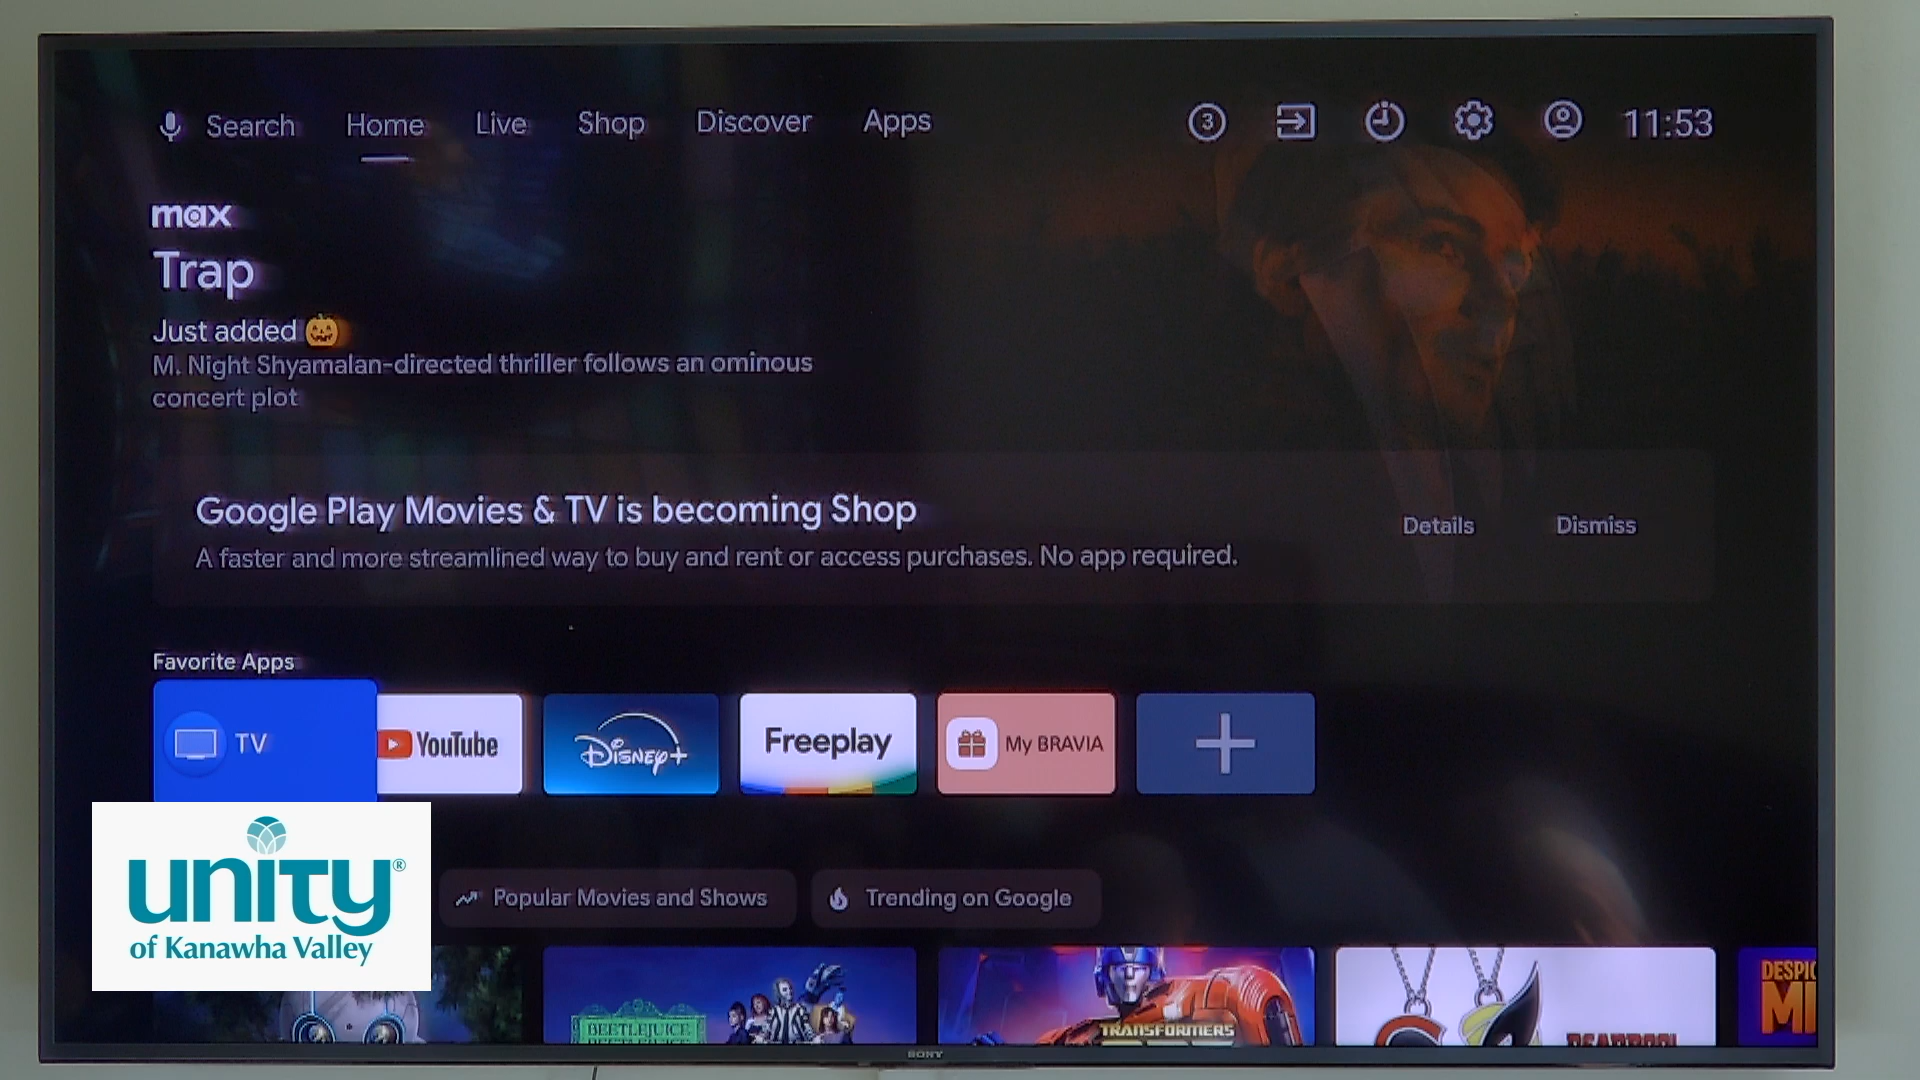 Search Home Live Shop Discover Apps 3 11:53
max
Trap
Just added
M. Night Shyamalan-directed thriller follows an ominous
concert plot
Google Play Movies & TV is becoming Shop
A faster and more streamlined way to buy and rent or access purchases. No app required.
Details Dismiss
Favorite Apps
TV YouTube Disney+ Freeplay My BRAVIA
unity®
of Kanawha Valley
Popular Movies and Shows Trending on Google
BEETLEJUICE
TRANSFORMERS
SONY